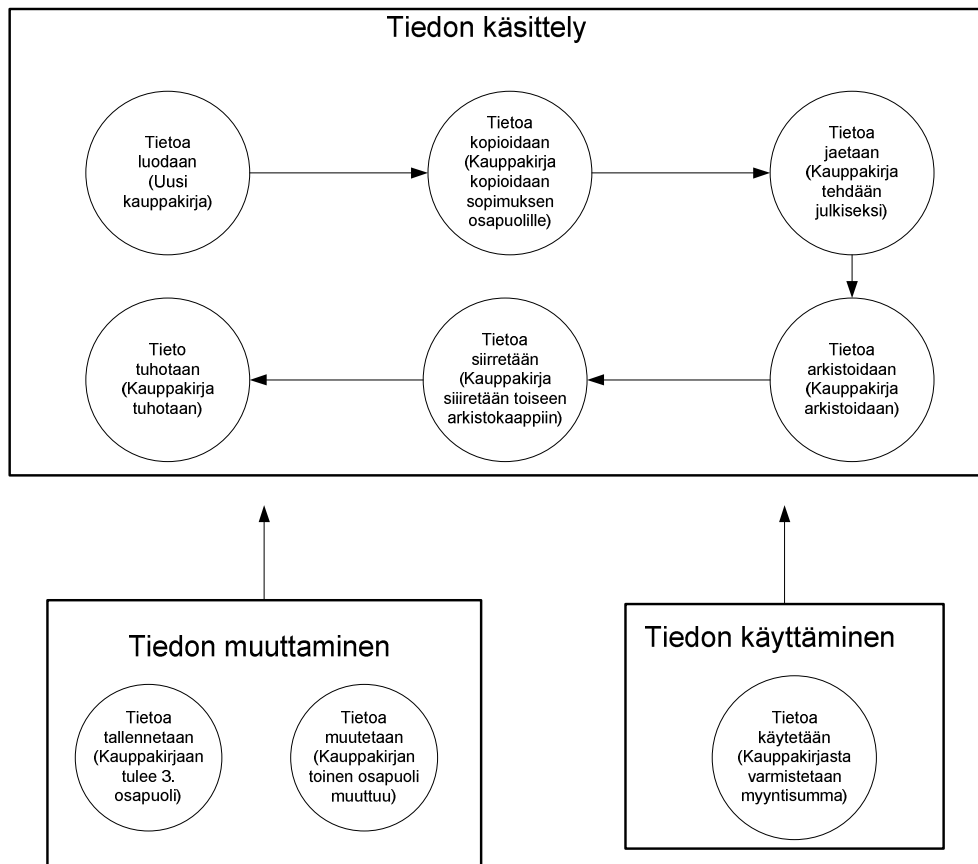 Tiedon käsittely
Tietoa
luodaan
(Uusi
kauppakirja)
Tietoa
kopioidaan
(Kauppakirja
kopioidaan
sopimuksen
osapuolille)
Tietoa
jaetaan
(Kauppakirja
tehdään
julkiseksi)
Tieto
tuhotaan
(Kauppakirja
tuhotaan)
Tietoa
siirretään
(Kauppakirja
siiiretään toiseen
arkistokaappiin)
Tietoa
arkistoidaan
(Kauppakirja
arkistoidaan)
Tiedon muuttaminen
Tietoa
tallennetaan
(Kauppakirjaan
tulee 3.
osapuoli)
Tietoa
muutetaan
(Kauppakirjan
toinen osapuoli
muuttuu)
Tiedon käyttäminen
Tietoa
käytetään
(Kauppakirjasta
varmistetaan
myyntisumma)